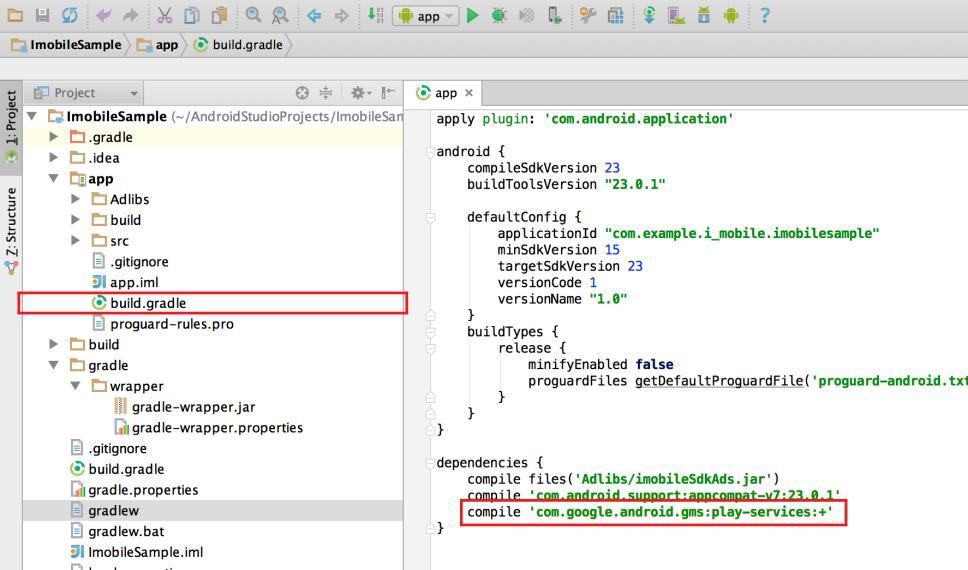 app
ImobileSample
app
build.gradle
1: Project
Z: Structure
Project
ImobileSample (~/AndroidStudioProjects/ImobileSan
.gradle
.idea
app
Adlibs
build
src
.gitignore
app.iml
build.gradle
proguard-rules.pro
build
gradle
wrapper
gradle-wrapper.jar
gradle-wrapper.properties
.gitignore
build.gradle
gradle.properties
gradlew
gradlew.bat
ImobileSample.iml
app
apply plugin: 'com.android.application'
android {
compileSdkVersion 23
buildToolsVersion "23.0.1"
defaultConfig {
applicationId "com.example.i_mobile.imobilesample"
minSdkVersion 15
targetSdkVersion 23
versionCode 1
versionName "1.0"
}
buildTypes {
release {
minifyEnabled false
proguardFiles getDefaultProguardFile('proguard-android.txt
}
}
}
dependencies {
compile files('Adlibs/imobileSdkAds.jar')
compile 'com.android.support:appcompat-v7:23.0.1'
compile 'com.google.android.gms:play-services:+'
}